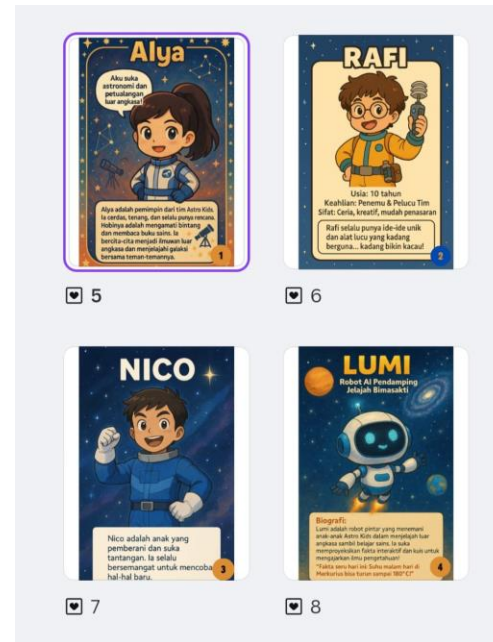 Alya
Aku suka
astronomi dan
petualangan
luar angkasa!
Alya adalah pemimpin dari tim Astro Kids.
Ia cerdas, tenang, dan selalu punya rencana.
Hobinya adalah mengamati bintang
dan membaca buku sains. Ia
bercita-cita menjadi ilmuwan luar
angkasa dan menjelajahi galaksi
bersama teman-temannya.
1
5
RAFI
Usia: 10 tahun
Keahlian: Penemu & Pelucu Tim
Sifat: Ceria, kreatif, mudah penasaran
Rafi selalu punya ide-ide unik
dan alat lucu yang kadang
berguna... kadang bikin kacau!
2
6
NICO
Nico adalah anak yang
pemberani dan suka
tantangan. Ia selalu
bersemangat untuk mencoba
hal-hal baru.
3
7
LUMI
Robot AI Pendamping
Jelajah Bimasakti
Biografi:
Lumi adalah robot pintar yang menemani
anak-anak Astro Kids dalam menjelajah luar
angkasa sambil belajar sains. Ia suka
memproyeksikan fakta interaktif dan kuis untuk
mengajarkan ilmu pengetahuan!
"Fakta seru hari ini: Suhu malam hari di
Merkurius bisa turun sampai 180°C!"
4
8